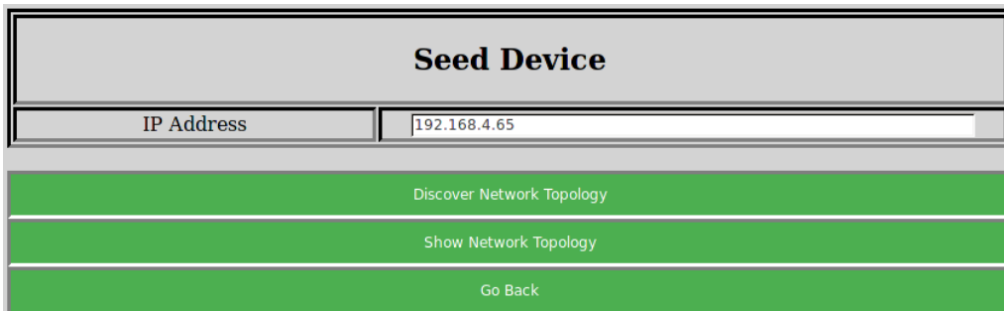 Seed Device
IP Address 192.168.4.65
Discover Network Topology
Show Network Topology
Go Back